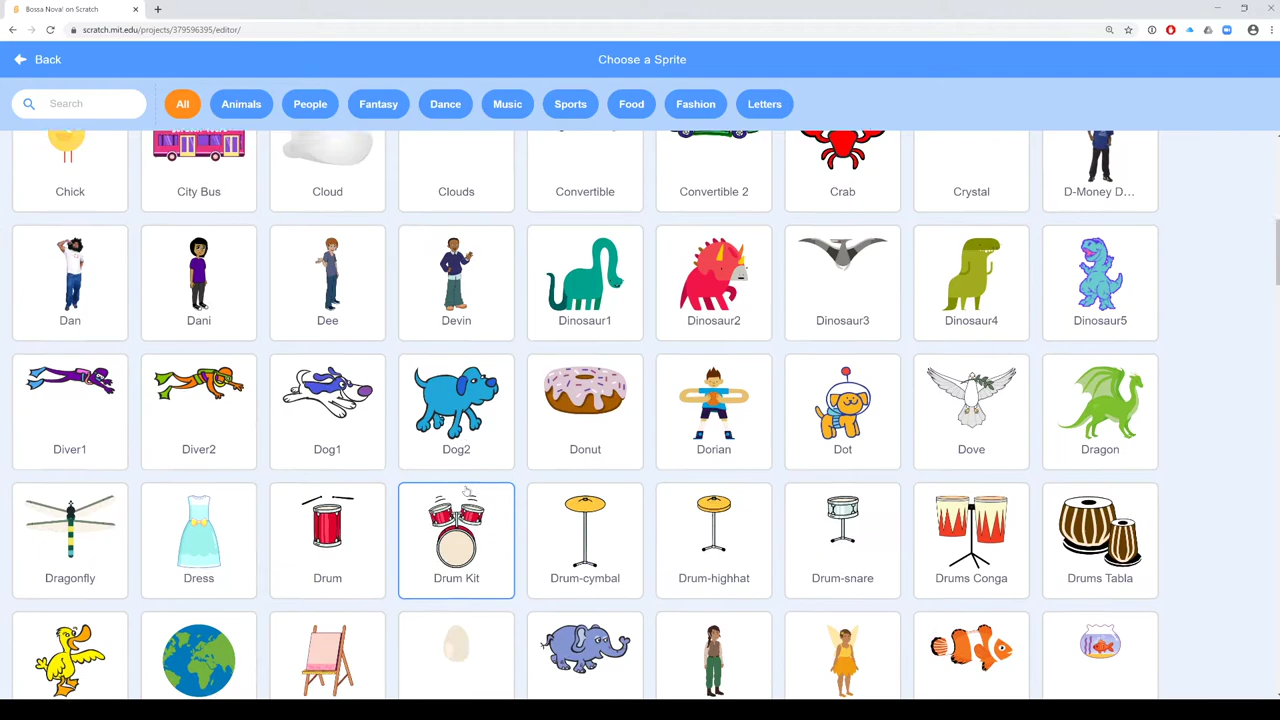 Bossa Nova! on Scratch
scratch.mit.edu/projects/379596395/editor/
Back
Choose a Sprite
Search
All
Animals
People
Fantasy
Dance
Music
Sports
Food
Fashion
Letters
Chick
City Bus
Cloud
Clouds
Convertible
Convertible 2
Crab
Crystal
D-Money D...
Dan
Dani
Dee
Devin
Dinosaur1
Dinosaur2
Dinosaur3
Dinosaur4
Dinosaur5
Diver1
Diver2
Dog1
Dog2
Donut
Dorian
Dot
Dove
Dragon
Dragonfly
Dress
Drum
Drum Kit
Drum-cymbal
Drum-highhat
Drum-snare
Drums Conga
Drums Tabla